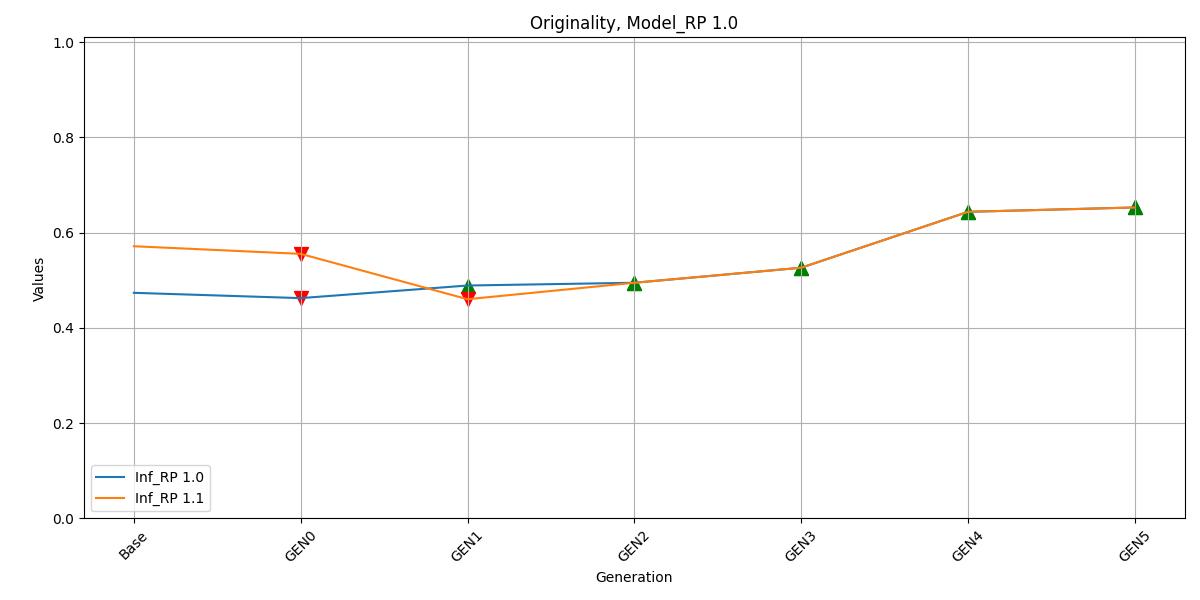 Originality, Model_RP 1.0
Values
1.0
0.8
0.6
0.4
0.2
0.0
Inf_RP 1.0
Inf_RP 1.1
Base
GEN0
GEN1
GEN2
GEN3
GEN4
GEN5
Generation